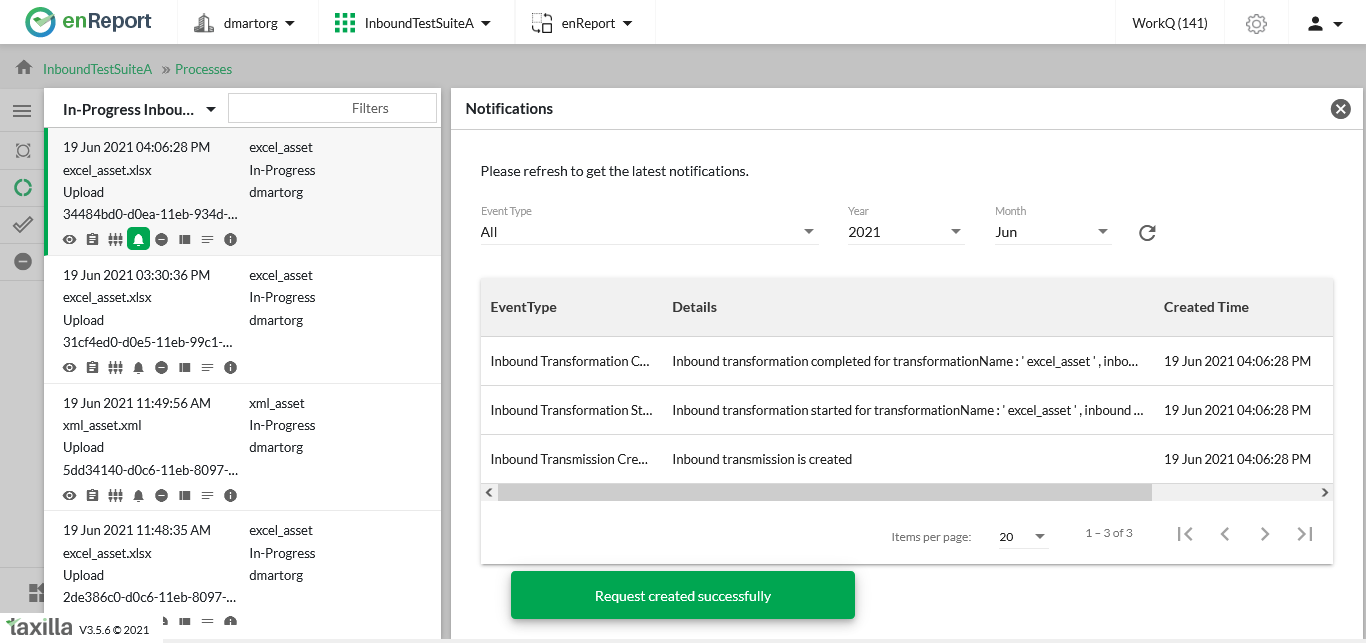 enReport dmartorg InboundTestSuiteA enReport WorkQ (141)
InboundTestSuiteA » Processes
In-Progress Inbou... Filters
19 Jun 2021 04:06:28 PM excel_asset
excel_asset.xlsx In-Progress
Upload dmartorg
34484bd0-d0ea-11eb-934d-...
19 Jun 2021 03:30:36 PM excel_asset
excel_asset.xlsx In-Progress
Upload dmartorg
31cf4ed0-d0e5-11eb-99c1-...
19 Jun 2021 11:49:56 AM xml_asset
xml_asset.xml In-Progress
Upload dmartorg
5dd34140-d0c6-11eb-8097-...
19 Jun 2021 11:48:35 AM excel_asset
excel_asset.xlsx In-Progress
Upload dmartorg
2de386c0-d0c6-11eb-8097-...
taxilla V3.5.6 © 2021
Notifications
Please refresh to get the latest notifications.
Event Type Year Month
All 2021 Jun
EventType Details Created Time
Inbound Transformation C... Inbound transformation completed for transformationName : ' excel_asset ' , inbo... 19 Jun 2021 04:06:28 PM
Inbound Transformation St... Inbound transformation started for transformationName : ' excel_asset ' , inbound ... 19 Jun 2021 04:06:28 PM
Inbound Transmission Cre... Inbound transmission is created 19 Jun 2021 04:06:28 PM
Items per page: 20 1 – 3 of 3
Request created successfully